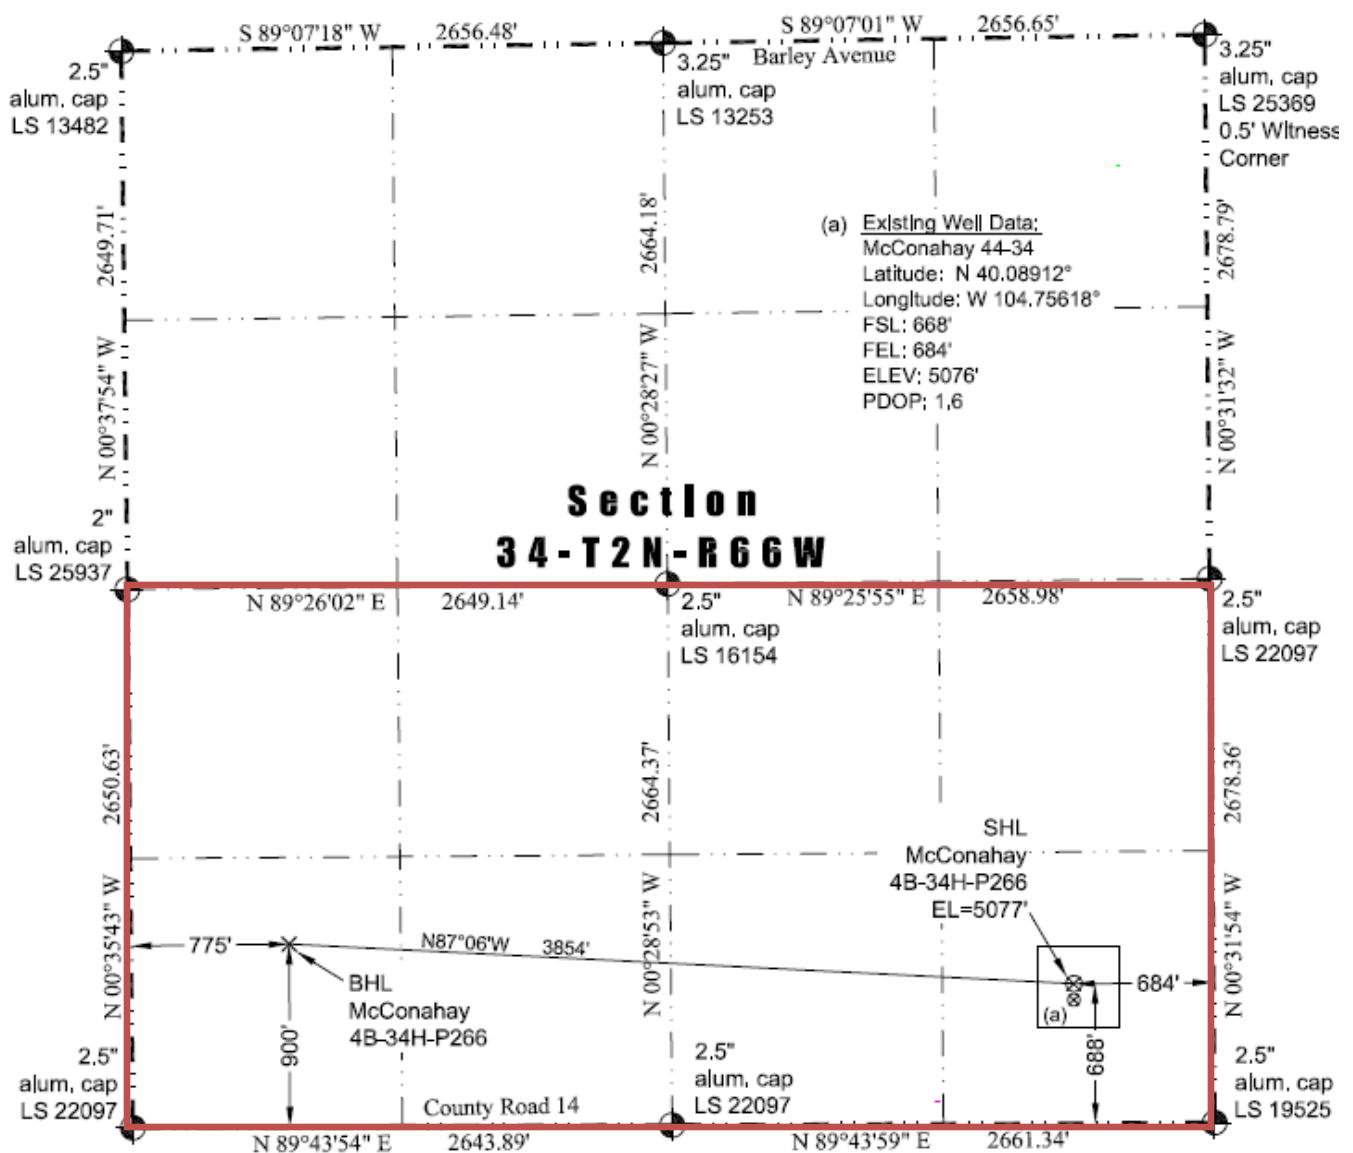 S 89°07'18" W 2656.48'
S 89°07'01" W 2656.65'
Barley Avenue
2.5"
alum. cap
LS 13482
3.25"
alum. cap
LS 13253
3.25"
alum. cap
LS 25369
0.5' Witness
Corner
N 00°37'54" W 2649.71'
N 00°28'27" W 2664.18'
N 00°31'32" W 2678.79'
(a) Existing Well Data:
McConahay 44-34
Latitude: N 40.08912°
Longitude: W 104.75618°
FSL: 668'
FEL: 684'
ELEV: 5076'
PDOP: 1.6
Section
34-T2N-R66W
2"
alum. cap
LS 25937
N 89°26'02" E 2649.14'
2.5"
alum. cap
LS 16154
N 89°25'55" E 2658.98'
2.5"
alum. cap
LS 22097
N 00°35'43" W 2650.63'
N 00°28'53" W 2664.37'
N 00°31'54" W 2678.36'
SHL
McConahay
4B-34H-P266
EL=5077'
775'
N87°06'W 3854'
684'
(a)
BHL
McConahay
4B-34H-P266
900'
688'
2.5"
alum. cap
LS 22097
2.5"
alum. cap
LS 22097
2.5"
alum. cap
LS 19525
County Road 14
N 89°43'54" E 2643.89'
N 89°43'59" E 2661.34'